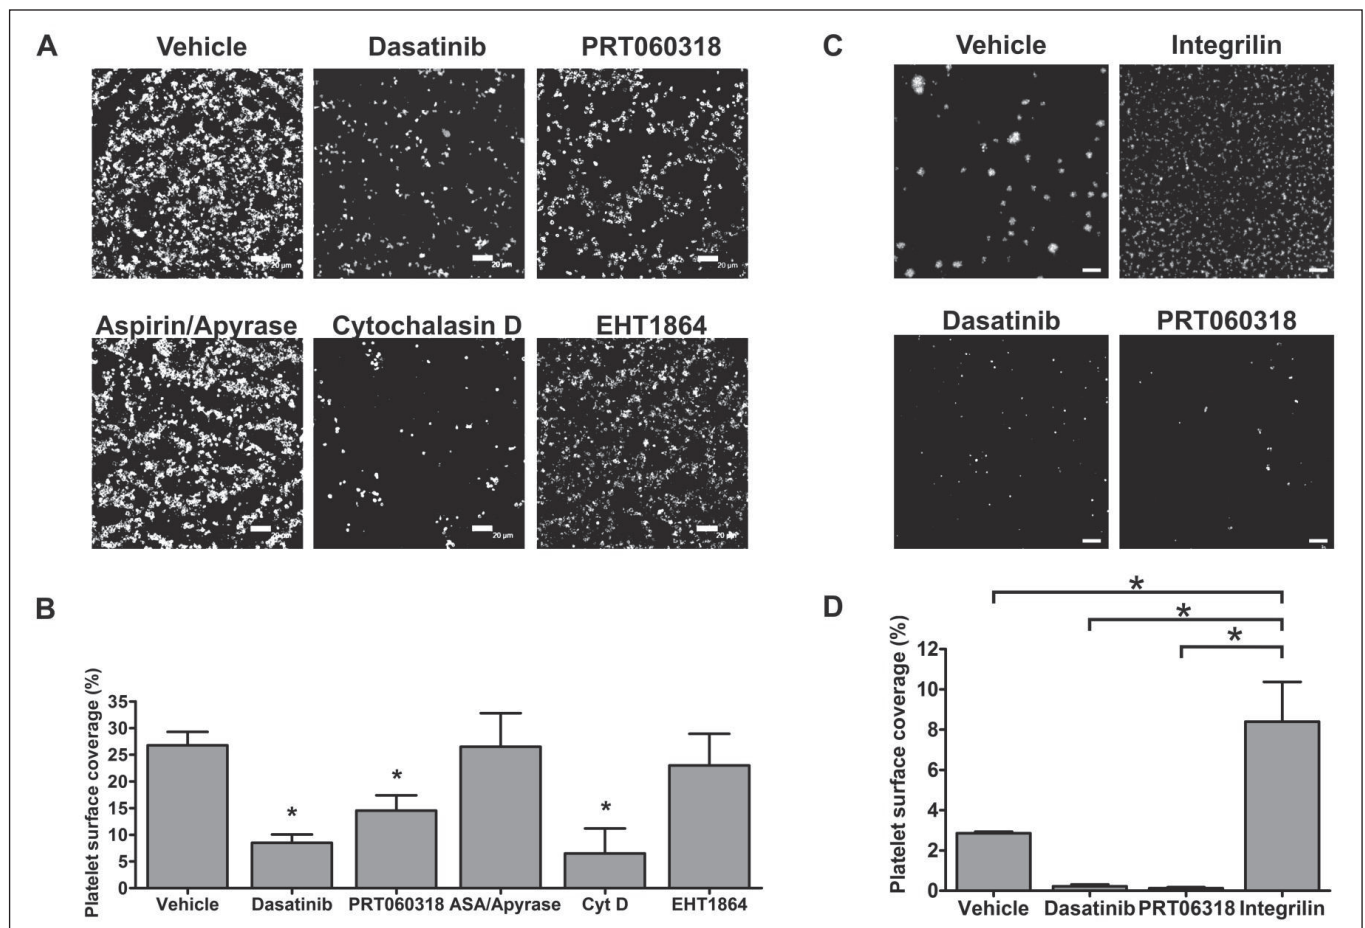 A
Vehicle
Dasatinib
PRT060318
20 µm
20 µm
20 µm
Aspirin/Apyrase
Cytochalasin D
EHT1864
20 µm
20 µm
20 µm
C
Vehicle
Integrilin
Dasatinib
PRT060318
B
Platelet surface coverage (%)
35
30
25
20
15
10
5
0
*
*
*
Vehicle
Dasatinib
PRT060318
ASA/Apyrase
Cyt D
EHT1864
D
Platelet surface coverage (%)
12
10
8
6
4
2
0
*
*
*
Vehicle
Dasatinib
PRT06318
Integrilin